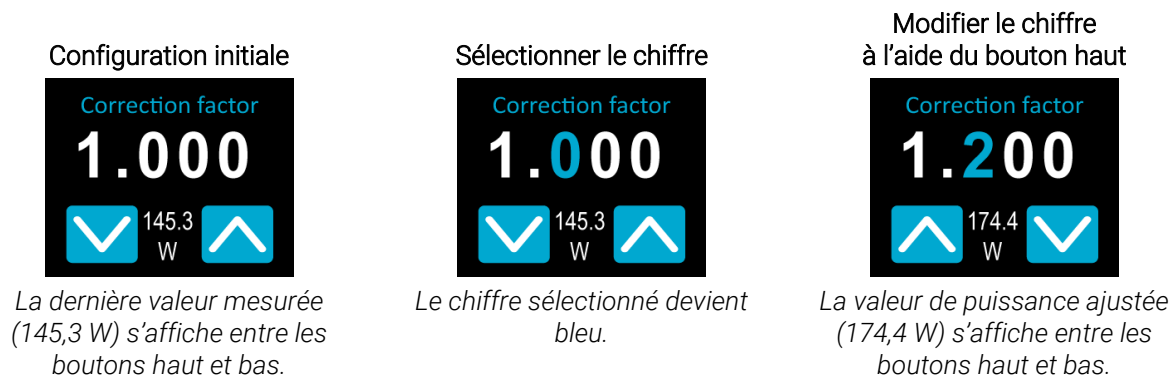 Configuration initiale
Correction factor
1.000
145.3
W
La dernière valeur mesurée
(145,3 W) s’affiche entre les
boutons haut et bas.
Sélectionner le chiffre
Correction factor
1.000
145.3
W
Le chiffre sélectionné devient
bleu.
Modifier le chiffre
à l’aide du bouton haut
Correction factor
1.200
174.4
W
La valeur de puissance ajustée
(174,4 W) s’affiche entre les
boutons haut et bas.